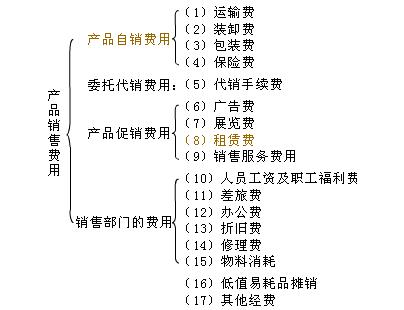 产品销售费用
产品自销费用
（1）运输费
（2）装卸费
（3）包装费
（4）保险费
委托代销费用：（5）代销手续费
产品促销费用
（6）广告费
（7）展览费
（8）租赁费
（9）销售服务费用
销售部门的费用
（10）人员工资及职工福利费
（11）差旅费
（12）办公费
（13）折旧费
（14）修理费
（15）物料消耗
（16）低值易耗品摊销
（17）其他经费